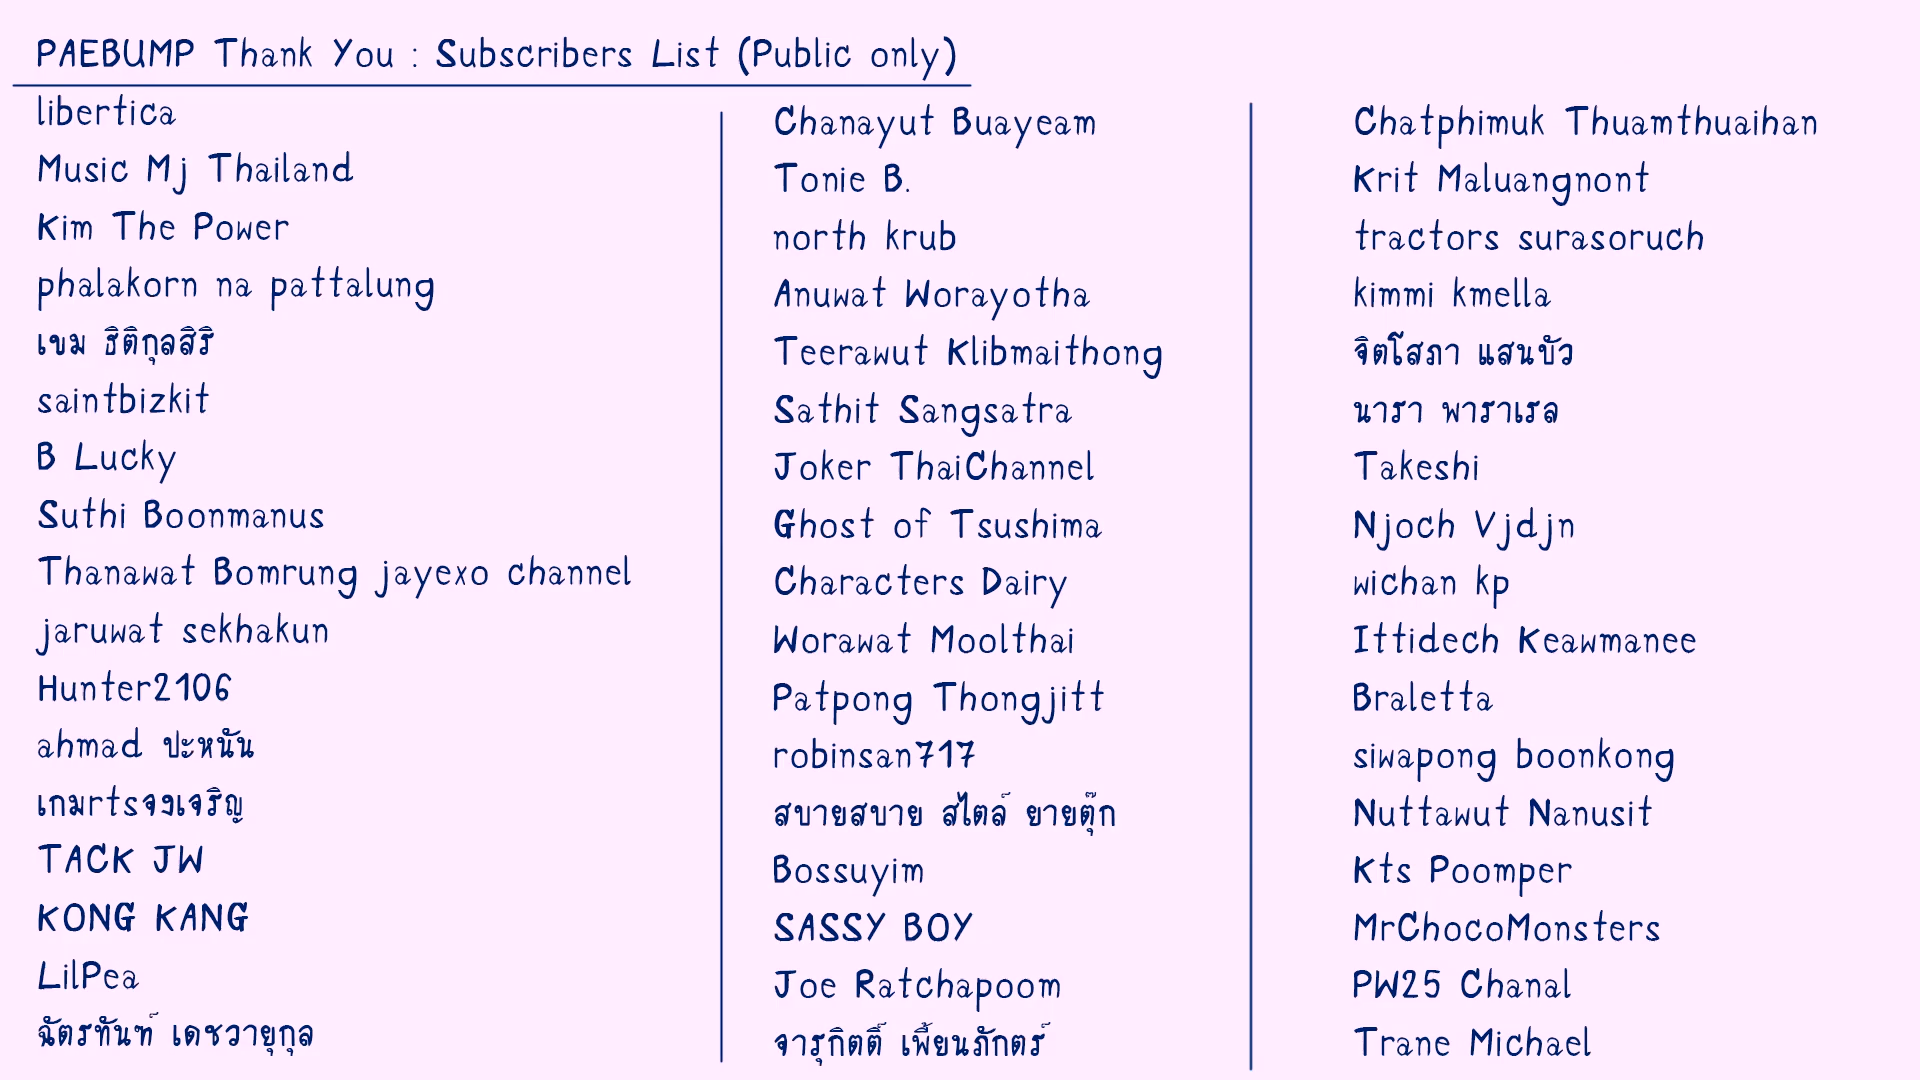 PAEBUMP Thank You : Subscribers List (Public only)
libertica
Music Mj Thailand
Kim The Power
phalakorn na pattalung
เขม ธิติกุลสิริ
saintbizkit
B Lucky
Suthi Boonmanus
Thanawat Bomrung jayexo channel
jaruwat sekhakun
Hunter2106
ahmad ปะหนัน
เกมrtsจงเจริญ
TACK JW
KONG KANG
LilPea
ฉัตรทันฑ์ เดชวายุกุล
Chanayut Buayeam
Tonie B.
north krub
Anuwat Worayotha
Teerawut Klibmaithong
Sathit Sangsatra
Joker ThaiChannel
Ghost of Tsushima
Characters Dairy
Worawat Moolthai
Patpong Thongjitt
robinsan717
สบายสบาย สไตล์ ยายตุ๊ก
Bossuyim
SASSY BOY
Joe Ratchapoom
จารุกิตติ์ เพี้ยนภักตร์
Chatphimuk Thuamthuaihan
Krit Maluangnont
tractors surasoruch
kimmi kmella
จิตโสภา แสนบัว
นารา พาราเรล
Takeshi
Njoch Vjdjn
wichan kp
Ittidech Keawmanee
Braletta
siwapong boonkong
Nuttawut Nanusit
Kts Poomper
MrChocoMonsters
PW25 Chanal
Trane Michael